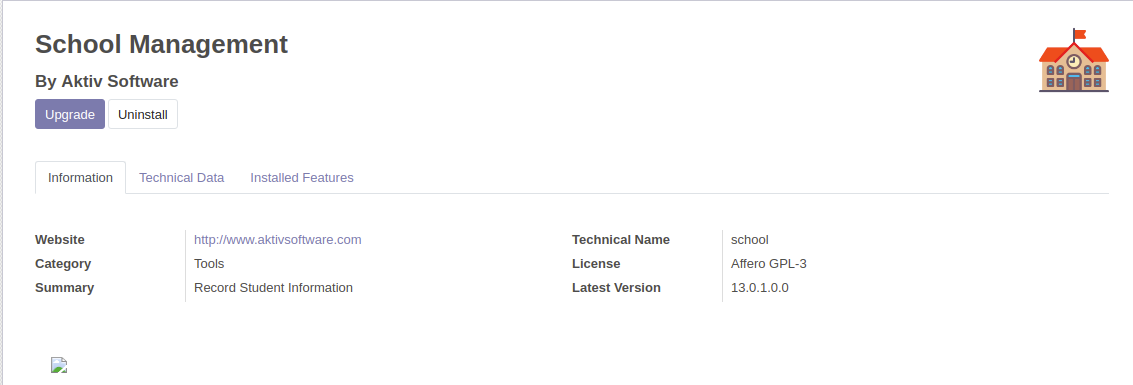 School Management
By Aktiv Software
Upgrade Uninstall
Information Technical Data Installed Features
Website http://www.aktivsoftware.com Technical Name school
Category Tools License Affero GPL-3
Summary Record Student Information Latest Version 13.0.1.0.0